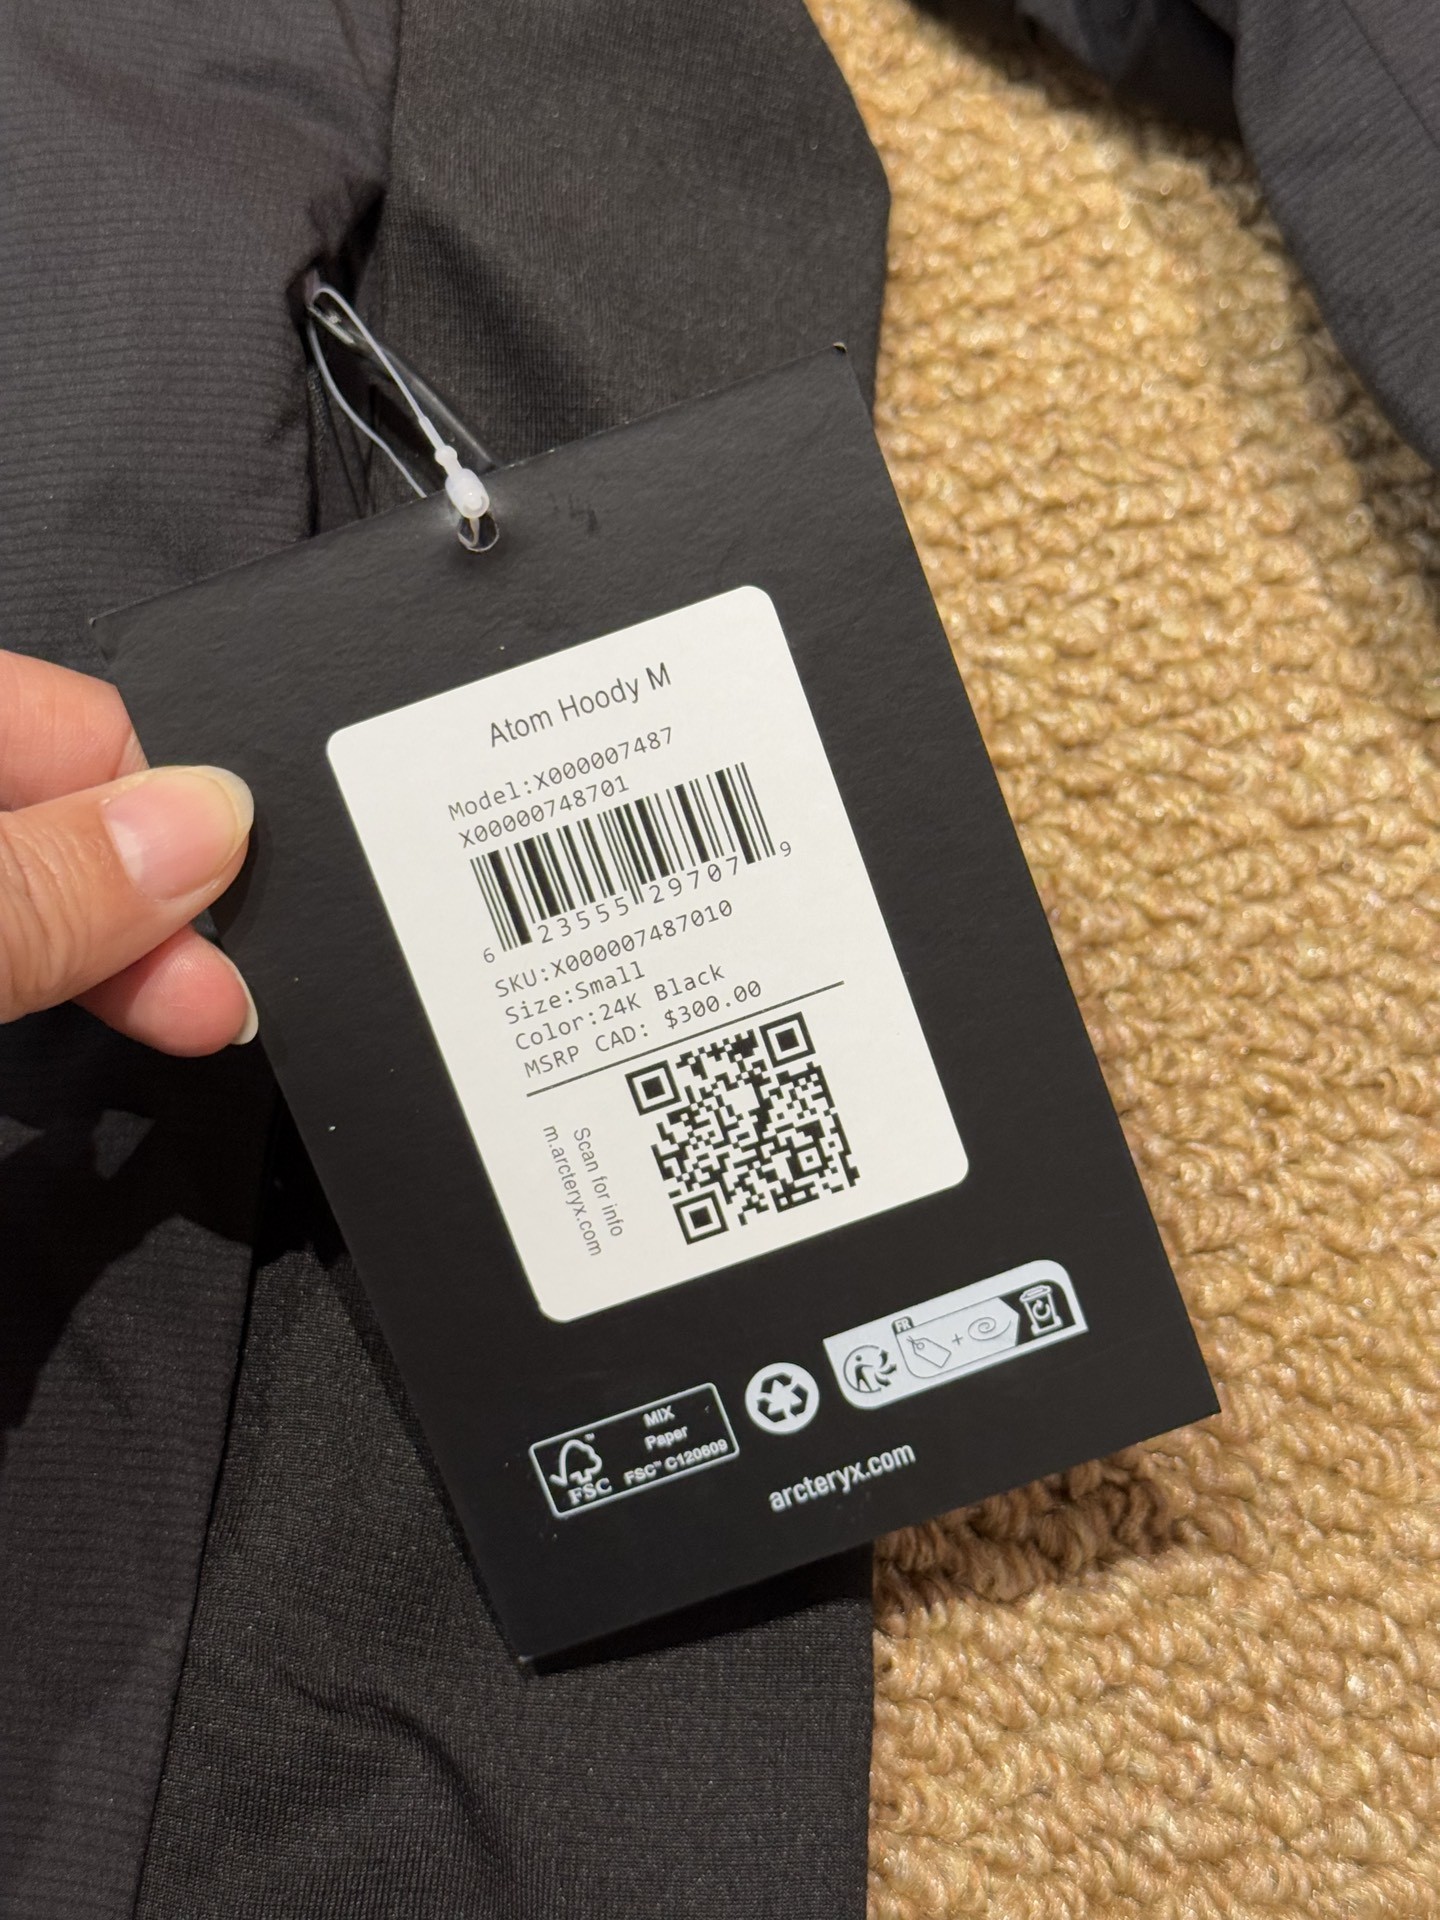 Atom Hoody M
Model:X000007487
X00000748701
6 23555 29707 9
SKU:X000007487010
Size:Small
Color:24K Black
MSRP CAD: $300.00
Scan for info
m.arcteryx.com
FSC™
MIX
Paper
FSC™ C120609
FR
+
arcteryx.com